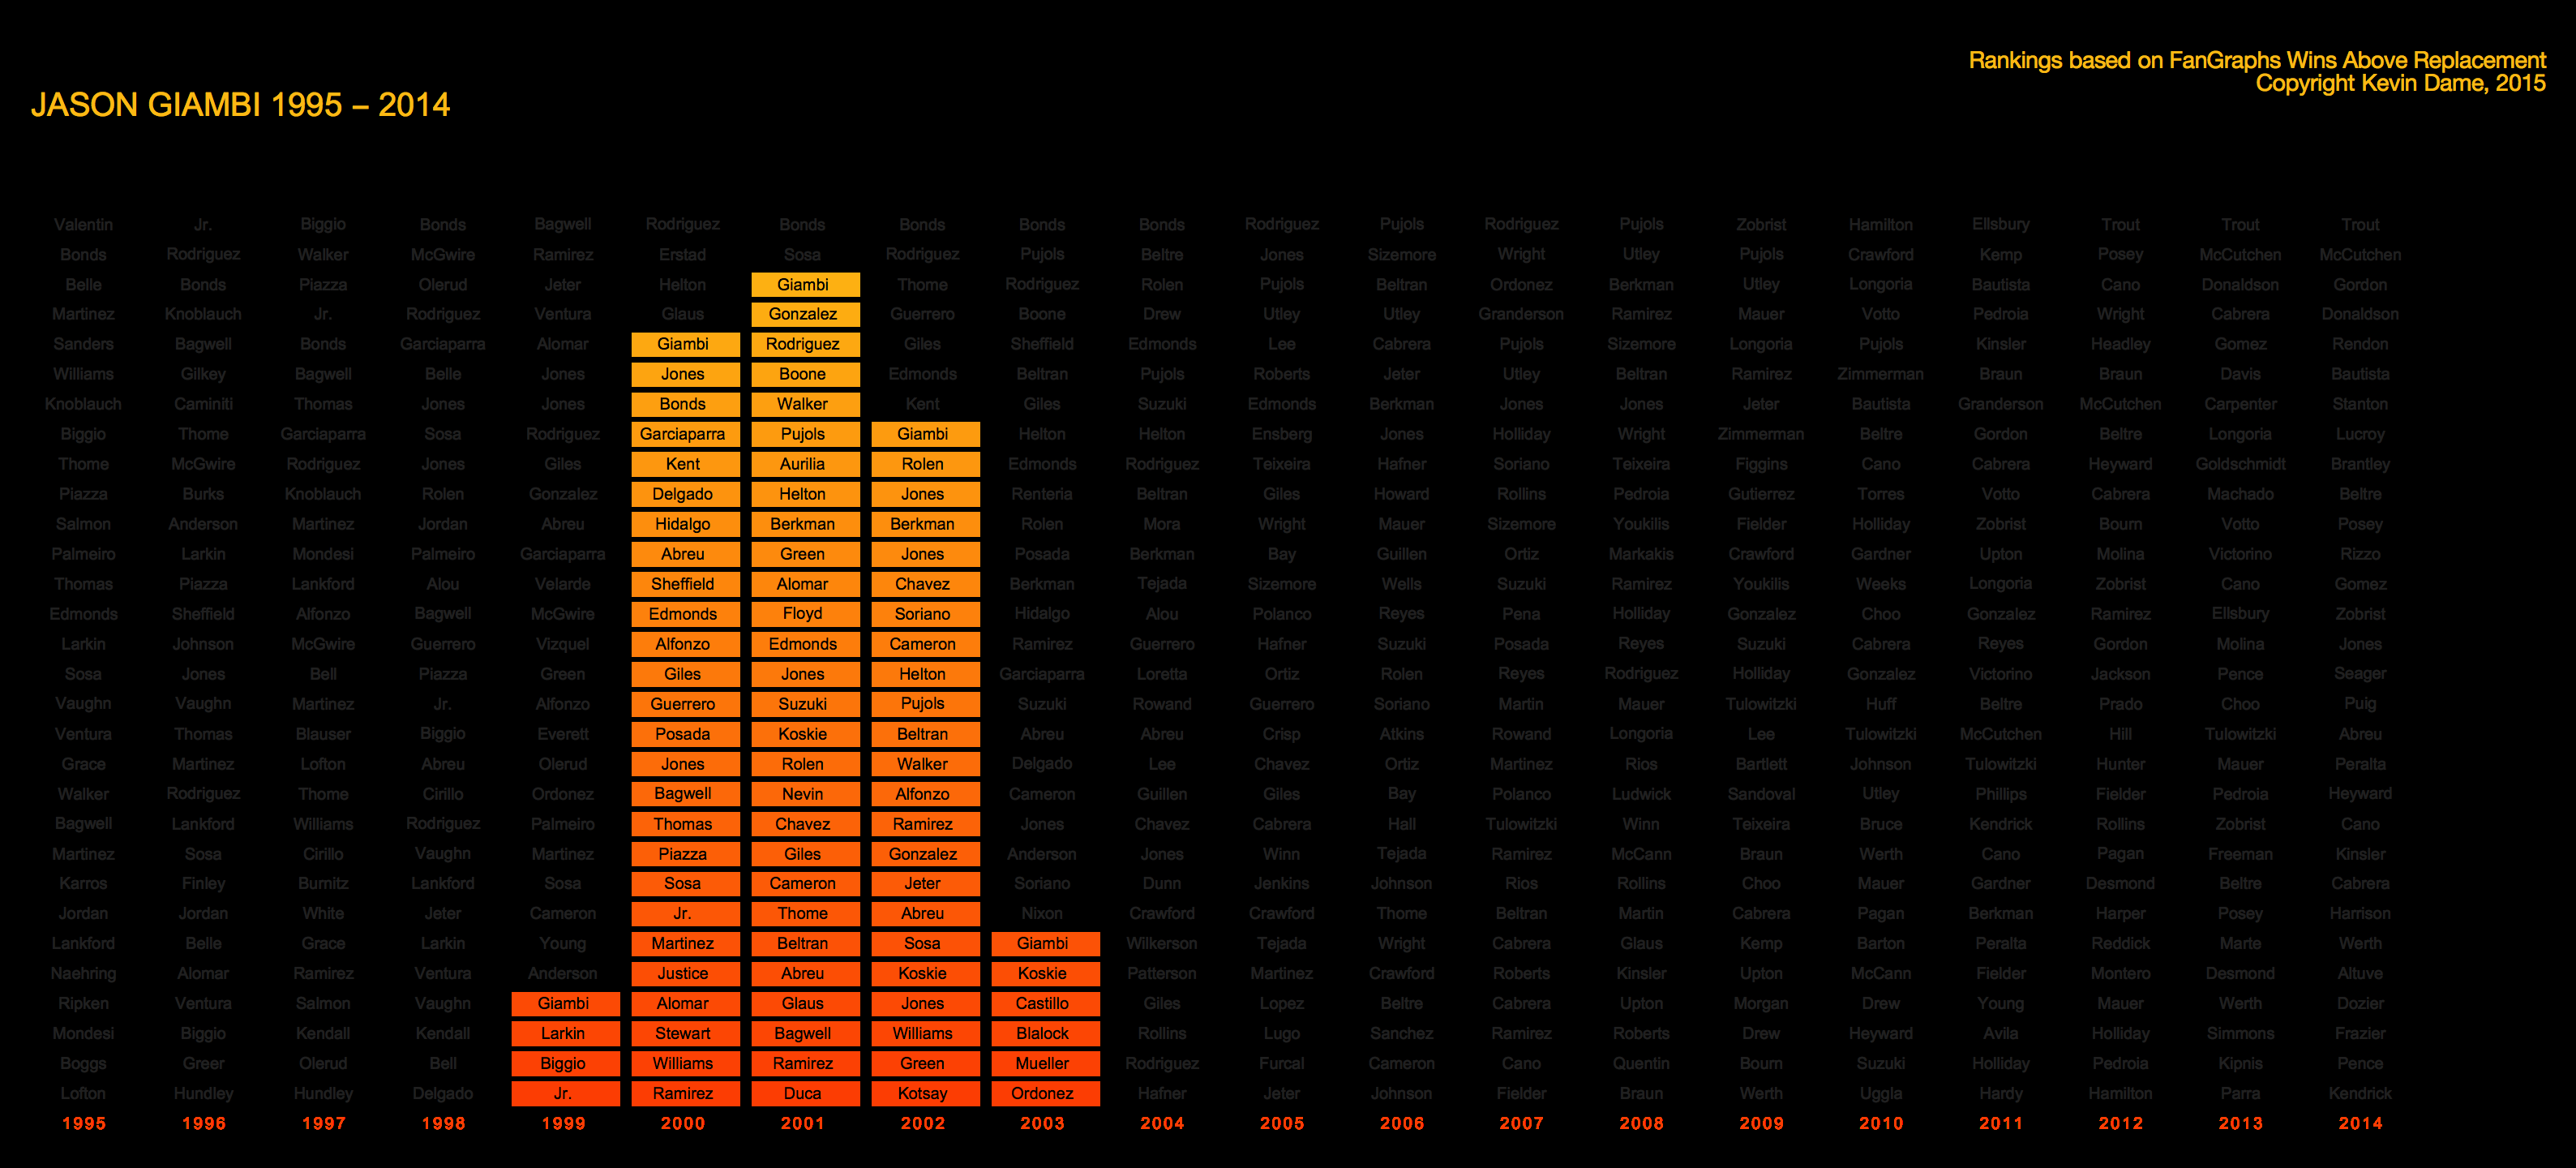 Rankings based on FanGraphs Wins Above Replacement
Copyright Kevin Dame, 2015
JASON GIAMBI 1995 – 2014
Valentin Jr. Biggio Bonds Bagwell Rodriguez Bonds Bonds Bonds Bonds Rodriguez Pujols Rodriguez Pujols Zobrist Hamilton Ellsbury Trout Trout Trout
Bonds Rodriguez Walker McGwire Ramirez Erstad Sosa Rodriguez Pujols Beltre Jones Sizemore Wright Utley Pujols Crawford Kemp Posey McCutchen McCutchen
Belle Bonds Piazza Olerud Jeter Helton Giambi Thome Rodriguez Rolen Pujols Beltran Ordonez Berkman Utley Longoria Bautista Cano Donaldson Gordon
Martinez Knoblauch Jr. Rodriguez Ventura Glaus Gonzalez Guerrero Boone Drew Utley Utley Granderson Ramirez Mauer Votto Pedroia Wright Cabrera Donaldson
Sanders Bagwell Bonds Garciaparra Alomar Giambi Rodriguez Giles Sheffield Edmonds Lee Cabrera Pujols Sizemore Longoria Pujols Kinsler Headley Gomez Rendon
Williams Gilkey Bagwell Belle Jones Jones Boone Edmonds Beltran Pujols Roberts Jeter Utley Beltran Ramirez Zimmerman Braun Braun Davis Bautista
Knoblauch Caminiti Thomas Jones Jones Bonds Walker Kent Giles Suzuki Edmonds Berkman Jones Jones Jeter Bautista Granderson McCutchen Carpenter Stanton
Biggio Thome Garciaparra Sosa Rodriguez Garciaparra Pujols Giambi Helton Helton Ensberg Jones Holliday Wright Zimmerman Beltre Gordon Beltre Longoria Lucroy
Thome McGwire Rodriguez Jones Giles Kent Aurilia Rolen Edmonds Rodriguez Teixeira Hafner Soriano Teixeira Figgins Cano Cabrera Heyward Goldschmidt Brantley
Piazza Burks Knoblauch Rolen Gonzalez Delgado Helton Jones Renteria Beltran Giles Howard Rollins Pedroia Gutierrez Torres Votto Cabrera Machado Beltre
Salmon Anderson Martinez Jordan Abreu Hidalgo Berkman Berkman Rolen Mora Wright Mauer Sizemore Youkilis Fielder Holliday Zobrist Bourn Votto Posey
Palmeiro Larkin Mondesi Palmeiro Garciaparra Abreu Green Jones Posada Berkman Bay Guillen Ortiz Markakis Crawford Gardner Upton Molina Victorino Rizzo
Thomas Piazza Lankford Alou Velarde Sheffield Alomar Chavez Berkman Tejada Sizemore Wells Suzuki Ramirez Youkilis Weeks Longoria Zobrist Cano Gomez
Edmonds Sheffield Alfonzo Bagwell McGwire Edmonds Floyd Soriano Hidalgo Alou Polanco Reyes Pena Holliday Gonzalez Choo Gonzalez Ramirez Ellsbury Zobrist
Larkin Johnson McGwire Guerrero Vizquel Alfonzo Edmonds Cameron Ramirez Guerrero Hafner Suzuki Posada Reyes Suzuki Cabrera Reyes Gordon Molina Jones
Sosa Jones Bell Piazza Green Giles Jones Helton Garciaparra Loretta Ortiz Rolen Reyes Rodriguez Holliday Gonzalez Victorino Jackson Pence Seager
Vaughn Vaughn Martinez Jr. Alfonzo Guerrero Suzuki Pujols Suzuki Rowand Guerrero Soriano Martin Mauer Tulowitzki Huff Beltre Prado Choo Puig
Ventura Thomas Blauser Biggio Everett Posada Koskie Beltran Abreu Abreu Crisp Atkins Rowand Longoria Lee Tulowitzki McCutchen Hill Tulowitzki Abreu
Grace Martinez Lofton Abreu Olerud Jones Rolen Walker Delgado Lee Chavez Ortiz Martinez Rios Bartlett Johnson Tulowitzki Hunter Mauer Peralta
Walker Rodriguez Thome Cirillo Ordonez Bagwell Nevin Alfonzo Cameron Guillen Giles Bay Polanco Ludwick Sandoval Utley Phillips Fielder Pedroia Heyward
Bagwell Lankford Williams Rodriguez Palmeiro Thomas Chavez Ramirez Jones Chavez Cabrera Hall Tulowitzki Winn Teixeira Bruce Kendrick Rollins Zobrist Cano
Martinez Sosa Cirillo Vaughn Martinez Piazza Giles Gonzalez Anderson Jones Winn Tejada Ramirez McCann Braun Werth Cano Pagan Freeman Kinsler
Karros Finley Burnitz Lankford Sosa Sosa Cameron Jeter Soriano Dunn Jenkins Johnson Rios Rollins Choo Mauer Gardner Desmond Beltre Cabrera
Jordan Jordan White Jeter Cameron Jr. Thome Abreu Nixon Crawford Crawford Thome Beltran Martin Cabrera Pagan Berkman Harper Posey Harrison
Lankford Belle Grace Larkin Young Martinez Beltran Sosa Giambi Wilkerson Tejada Wright Cabrera Glaus Kemp Barton Peralta Reddick Marte Werth
Naehring Alomar Ramirez Ventura Anderson Justice Abreu Koskie Koskie Patterson Martinez Crawford Roberts Kinsler Upton McCann Fielder Montero Desmond Altuve
Ripken Ventura Salmon Vaughn Giambi Alomar Glaus Jones Castillo Giles Lopez Beltre Cabrera Upton Morgan Drew Young Mauer Werth Dozier
Mondesi Biggio Kendall Kendall Larkin Stewart Bagwell Williams Blalock Rollins Lugo Sanchez Ramirez Roberts Drew Heyward Avila Holliday Simmons Frazier
Boggs Greer Olerud Bell Biggio Williams Ramirez Green Mueller Rodriguez Furcal Cameron Cano Quentin Bourn Suzuki Holliday Pedroia Kipnis Pence
Lofton Hundley Hundley Delgado Jr. Ramirez Duca Kotsay Ordonez Hafner Jeter Johnson Fielder Braun Werth Uggla Hardy Hamilton Parra Kendrick
1995 1996 1997 1998 1999 2000 2001 2002 2003 2004 2005 2006 2007 2008 2009 2010 2011 2012 2013 2014